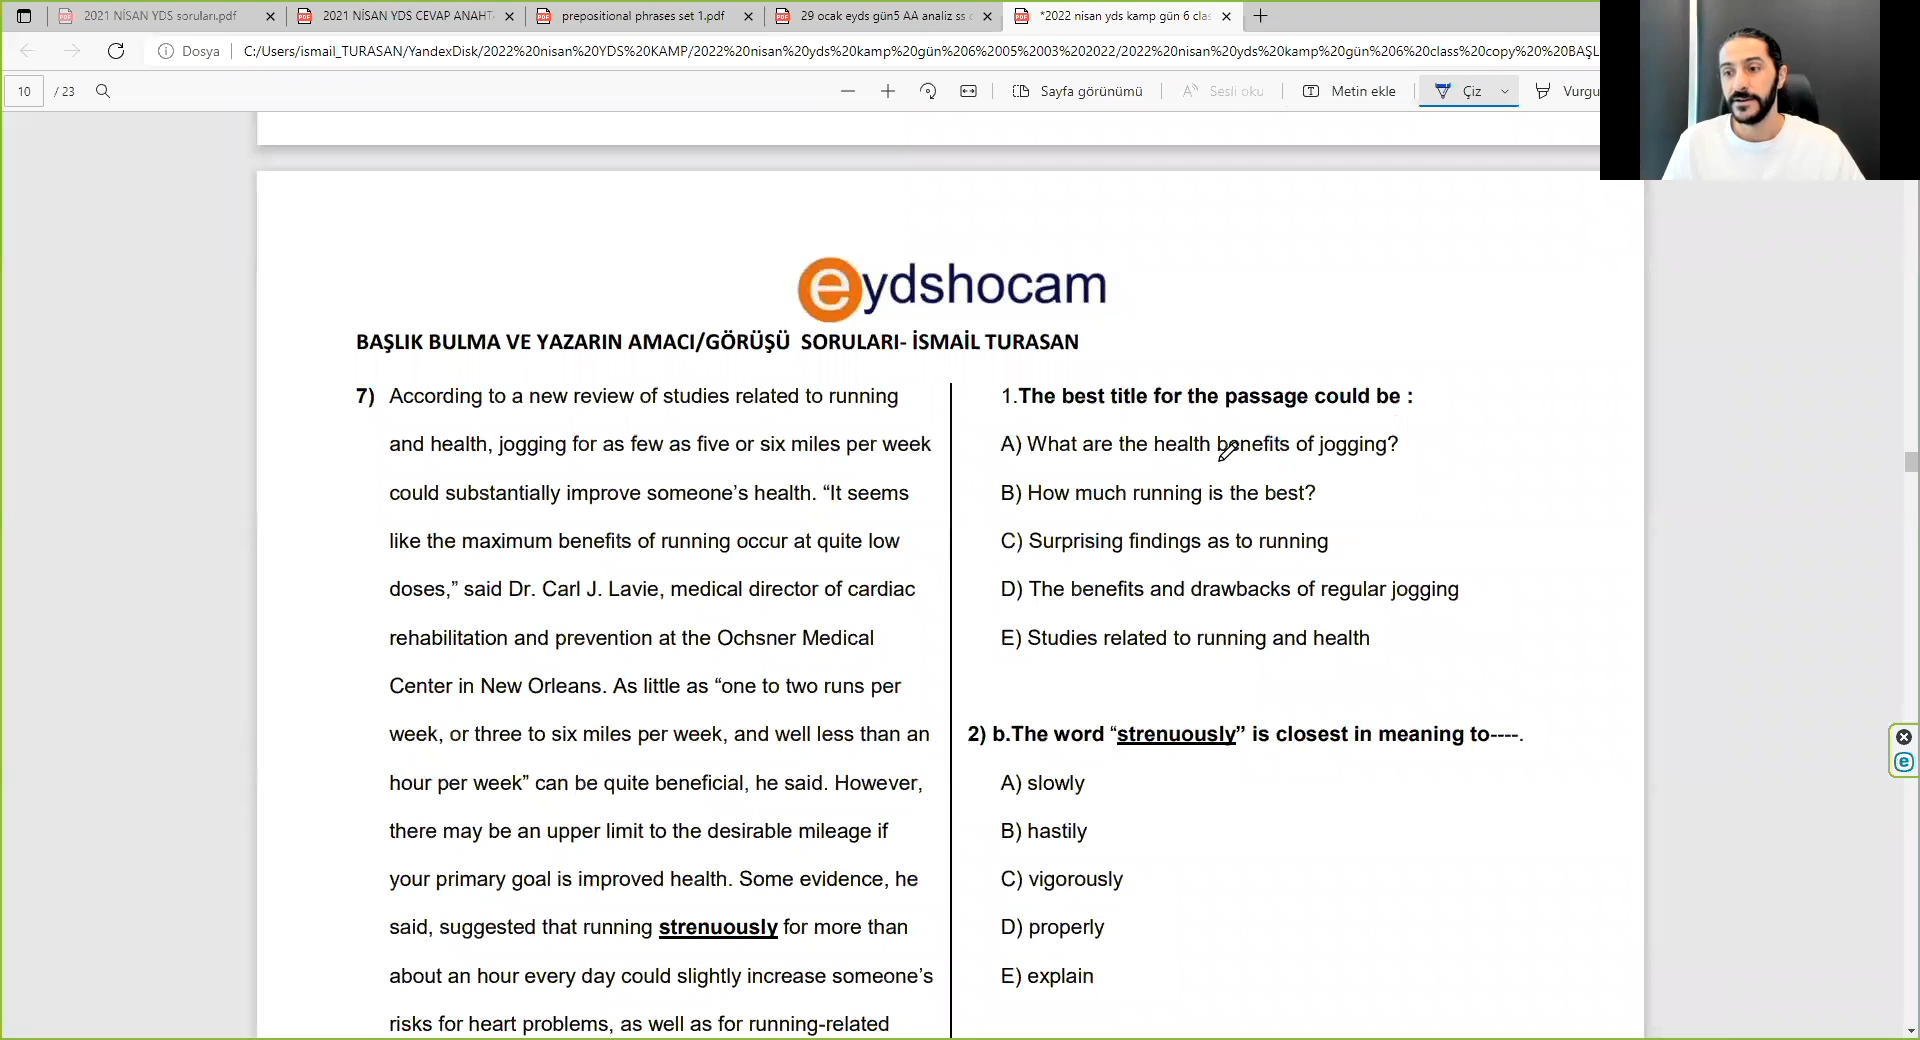 2021 NİSAN YDS soruları.pdf
2021 NİSAN YDS CEVAP ANAHT
prepositional phrases set 1.pdf
29 ocak eyds gün5 AA analiz ss c
*2022 nisan yds kamp gün 6 clas
Dosya
C:/Users/ismail_TURASAN/YandexDisk/2022%20nisan%20YDS%20KAMP/2022%20nisan%20yds%20kamp%20gün%206%2005%2003%202022/2022%20nisan%20yds%20kamp%20gün%206%20class%20copy%20%20BAŞL
10 / 23
Sayfa görünümü
Sesli oku
Metin ekle
Çiz
Vurgu
eydshocam
BAŞLIK BULMA VE YAZARIN AMACI/GÖRÜŞÜ SORULARI- İSMAİL TURASAN
7) According to a new review of studies related to running
and health, jogging for as few as five or six miles per week
could substantially improve someone’s health. “It seems
like the maximum benefits of running occur at quite low
doses,” said Dr. Carl J. Lavie, medical director of cardiac
rehabilitation and prevention at the Ochsner Medical
Center in New Orleans. As little as “one to two runs per
week, or three to six miles per week, and well less than an
hour per week” can be quite beneficial, he said. However,
there may be an upper limit to the desirable mileage if
your primary goal is improved health. Some evidence, he
said, suggested that running strenuously for more than
about an hour every day could slightly increase someone’s
risks for heart problems, as well as for running-related
1.The best title for the passage could be :
A) What are the health benefits of jogging?
B) How much running is the best?
C) Surprising findings as to running
D) The benefits and drawbacks of regular jogging
E) Studies related to running and health
2) b.The word “strenuously” is closest in meaning to----.
A) slowly
B) hastily
C) vigorously
D) properly
E) explain